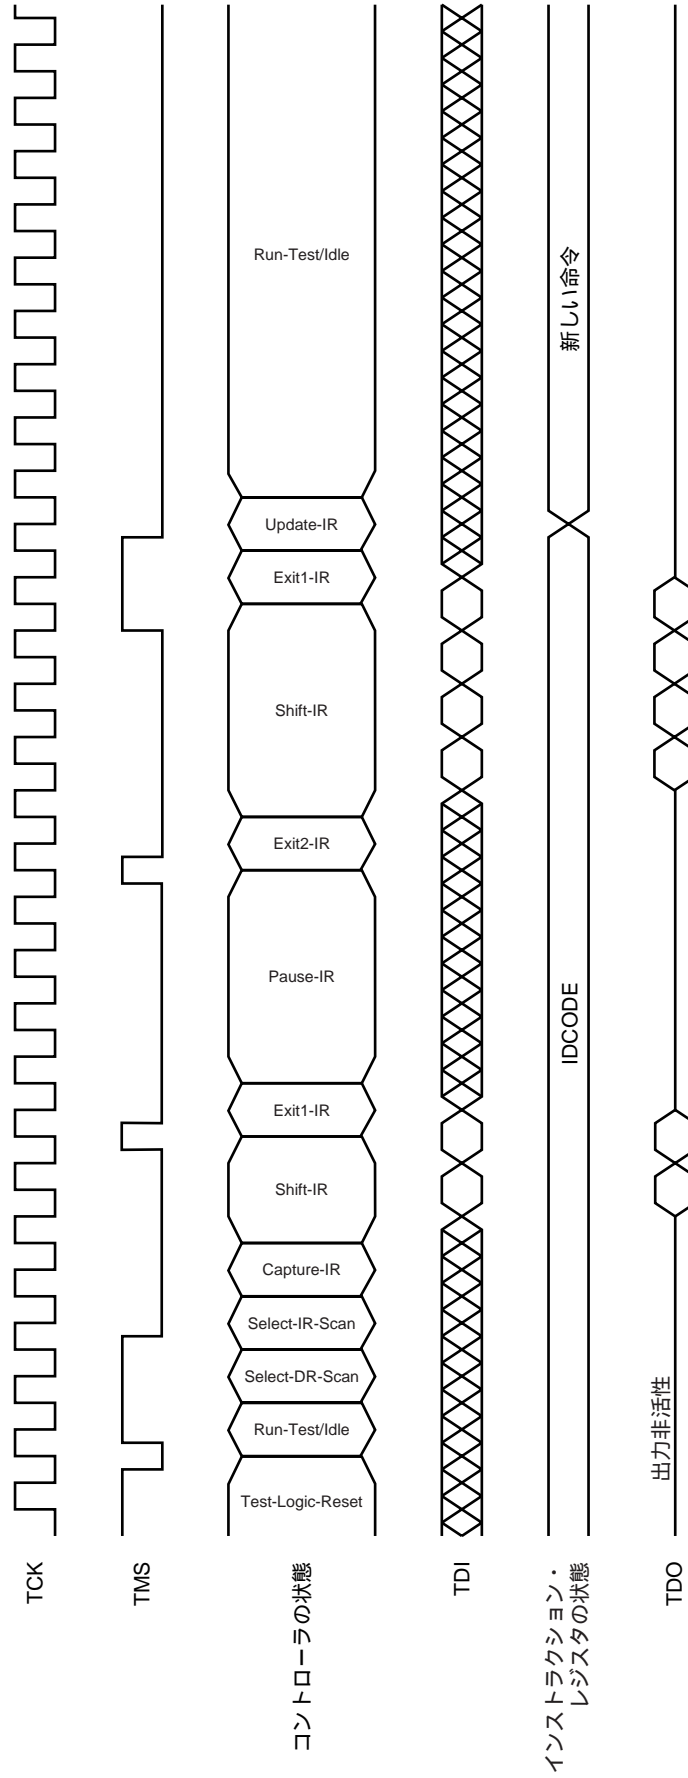 TCK
TMS
コントローラの状態
Test-Logic-Reset
Run-Test/Idle
Select-DR-Scan
Select-IR-Scan
Capture-IR
Shift-IR
Exit1-IR
Pause-IR
Exit2-IR
Shift-IR
Exit1-IR
Update-IR
Run-Test/Idle
TDI
インストラクション・
レジスタの状態
IDCODE
新しい命令
TDO
出力非活性